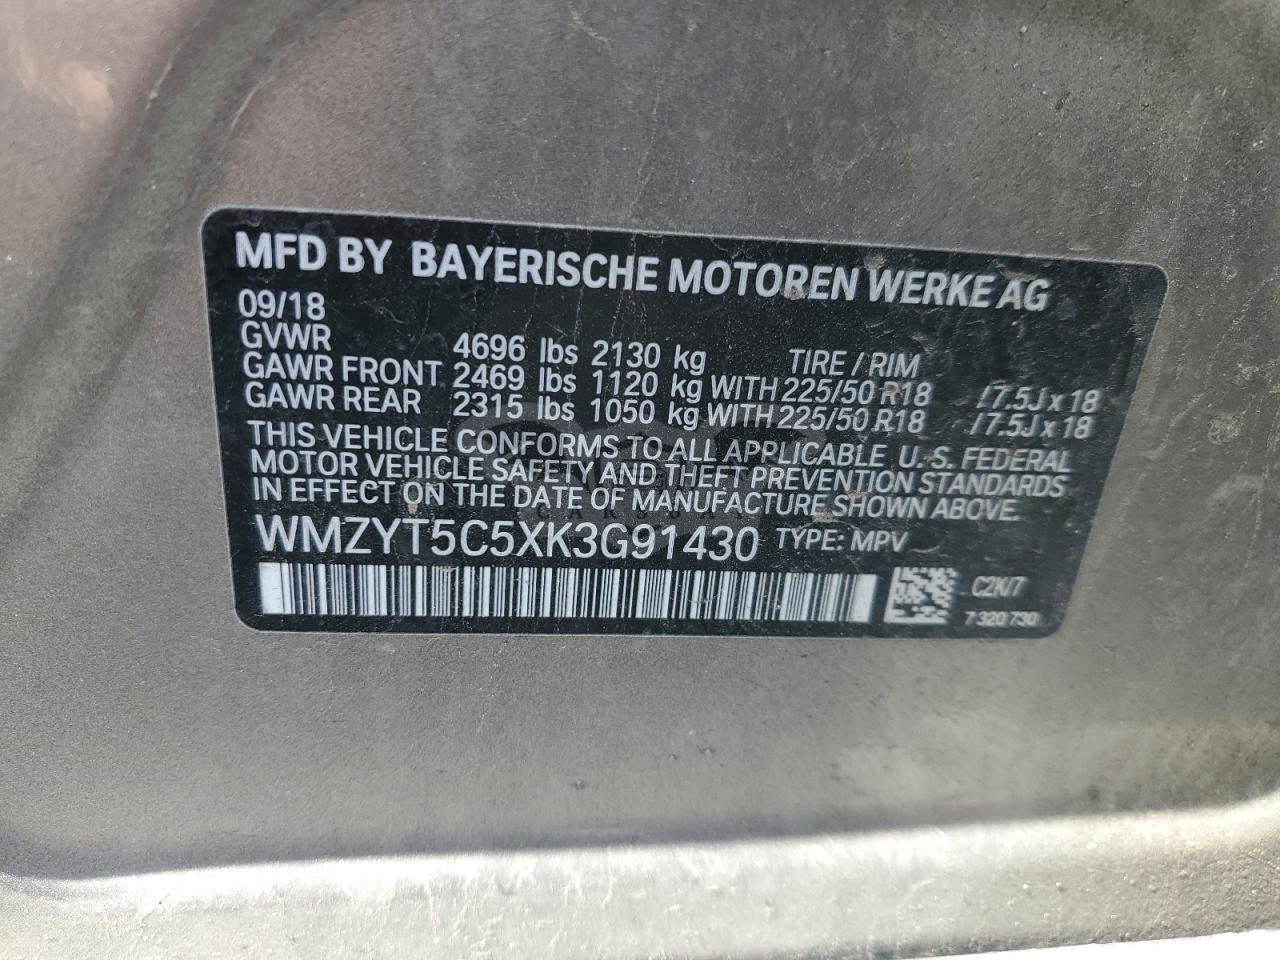 MFD BY BAYERISCHE MOTOREN WERKE AG
09/18
GVWR 4696 lbs 2130 kg TIRE / RIM
GAWR FRONT 2469 lbs 1120 kg WITH 225/50 R18 / 7.5J x 18
GAWR REAR 2315 lbs 1050 kg WITH 225/50 R18 / 7.5J x 18
THIS VEHICLE CONFORMS TO ALL APPLICABLE U.S. FEDERAL
MOTOR VEHICLE SAFETY AND THEFT PREVENTION STANDARDS
IN EFFECT ON THE DATE OF MANUFACTURE SHOWN ABOVE.
WMZYT5C5XK3G91430 TYPE: MPV
C2K/7
7 320 730